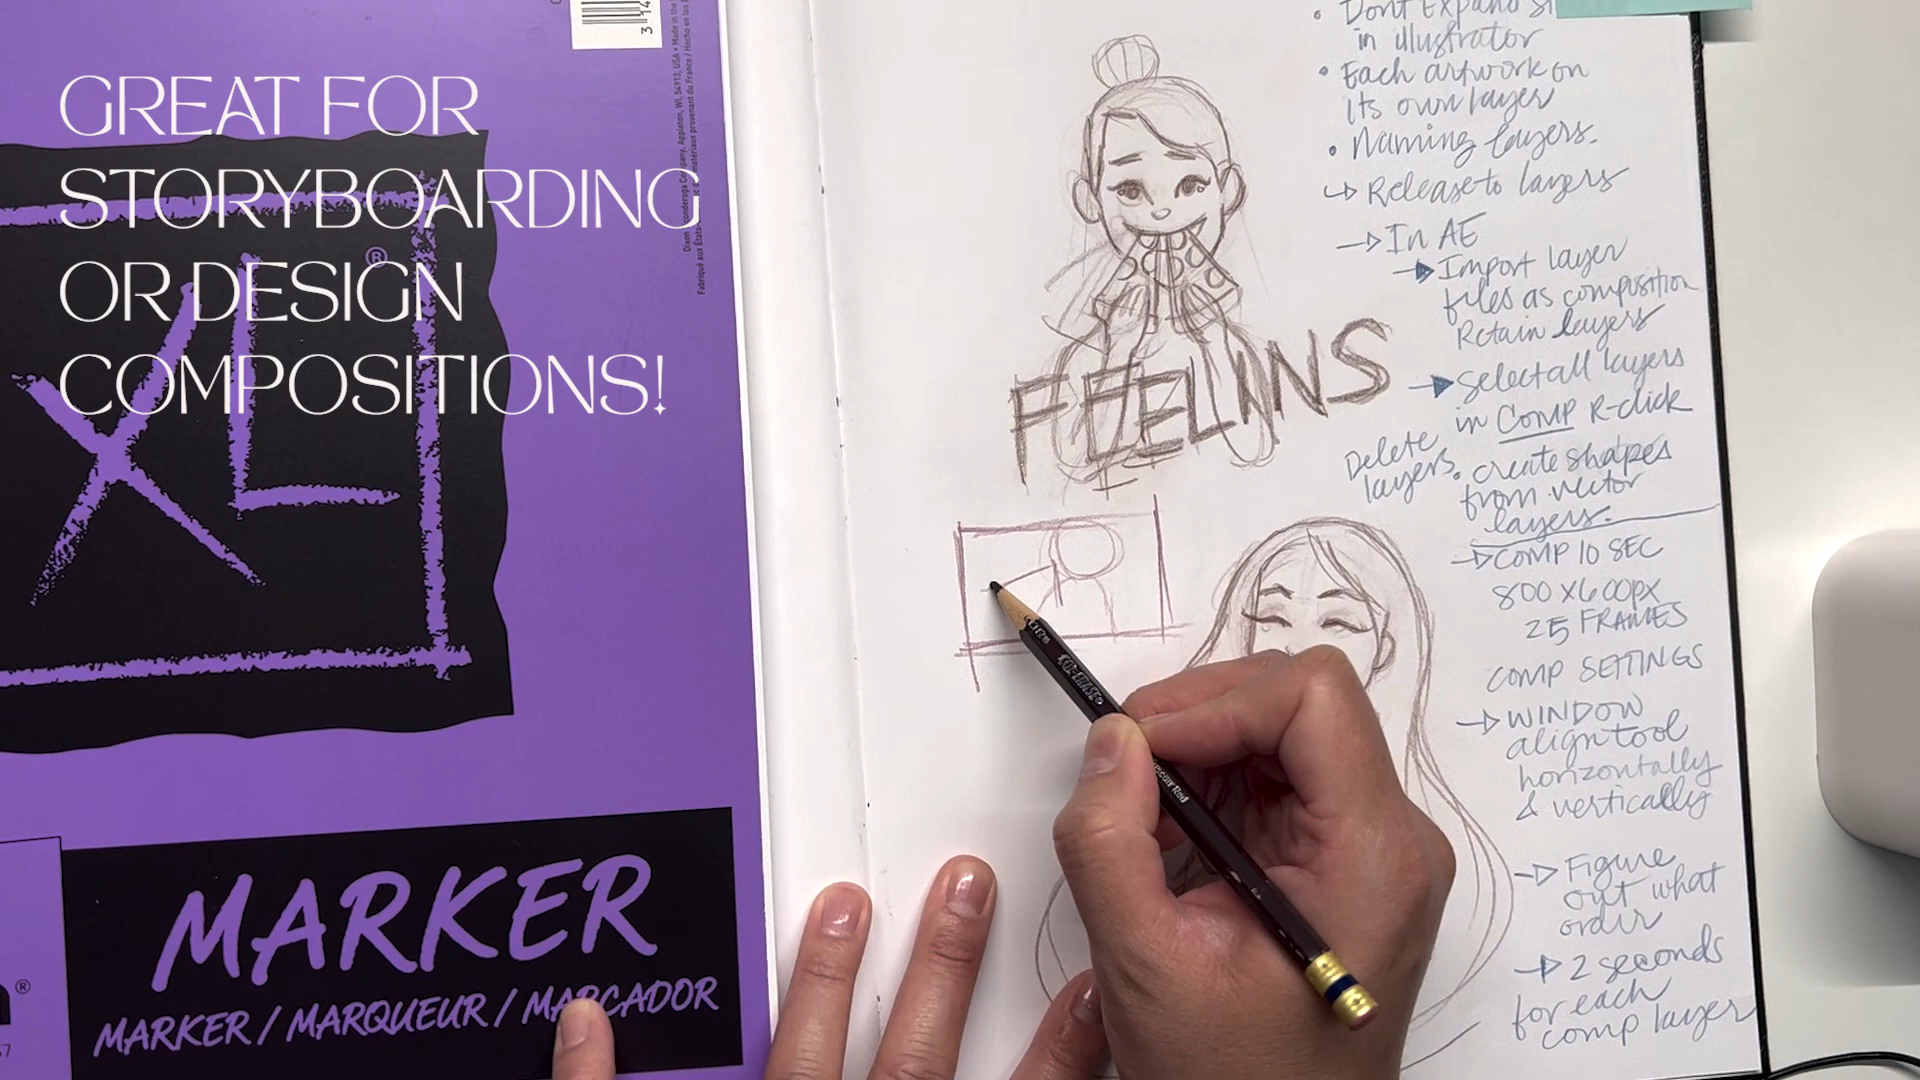 GREAT FOR
STORYBOARDING
OR DESIGN
COMPOSITIONS!
XL
®
MARKER
MARKER / MARQUEUR / MARCADOR
®
FEELINS
in illustrator
• Each artwork on
its own layer
• Naming layers.
↳ Release to layers
→ In AE
→ Import layer
files as composition
Retain layers
→ Select all layers
in COMP R-click
Delete
layers.
• create shapes
from vector
layers.
→ COMP 10 SEC
800 X 600PX
25 FRAMES
COMP SETTINGS
→ WINDOW
align tool
horizontally
& vertically
→ Figure
out what
order
→ 2 seconds
for each
comp layer